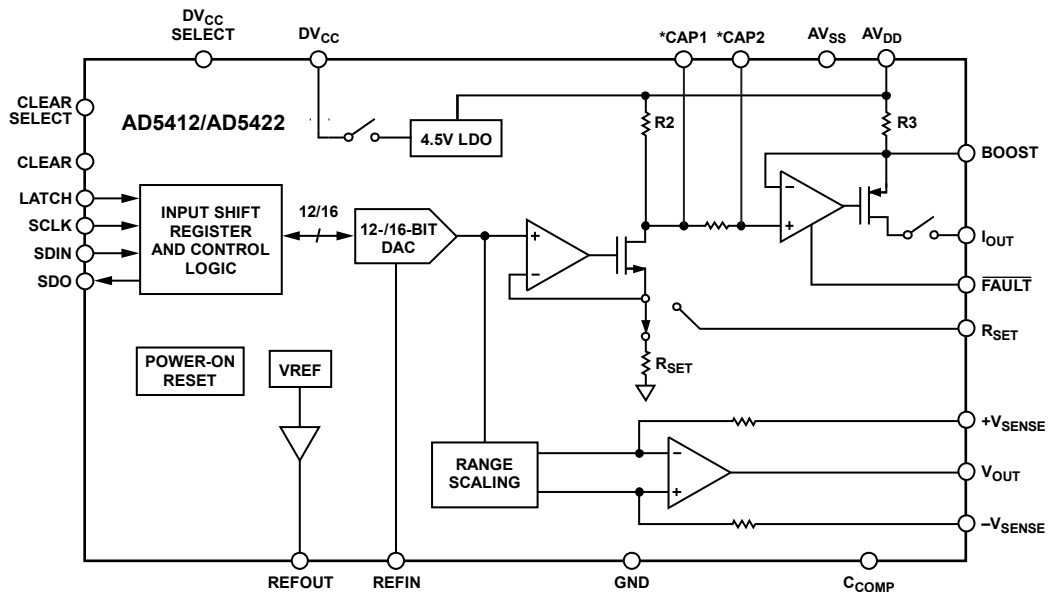 DVCC
SELECT
DVCC
*CAP1
*CAP2
AVSS
AVDD
CLEAR
SELECT
AD5412/AD5422
4.5V LDO
R2
R3
CLEAR
BOOST
LATCH
SCLK
SDIN
SDO
INPUT SHIFT
REGISTER
AND CONTROL
LOGIC
12/16
12-/16-BIT
DAC
+
−
−
+
IOUT
FAULT
RSET
RSET
POWER-ON
RESET
VREF
RANGE
SCALING
−
+
+VSENSE
VOUT
–VSENSE
REFOUT
REFIN
GND
CCOMP